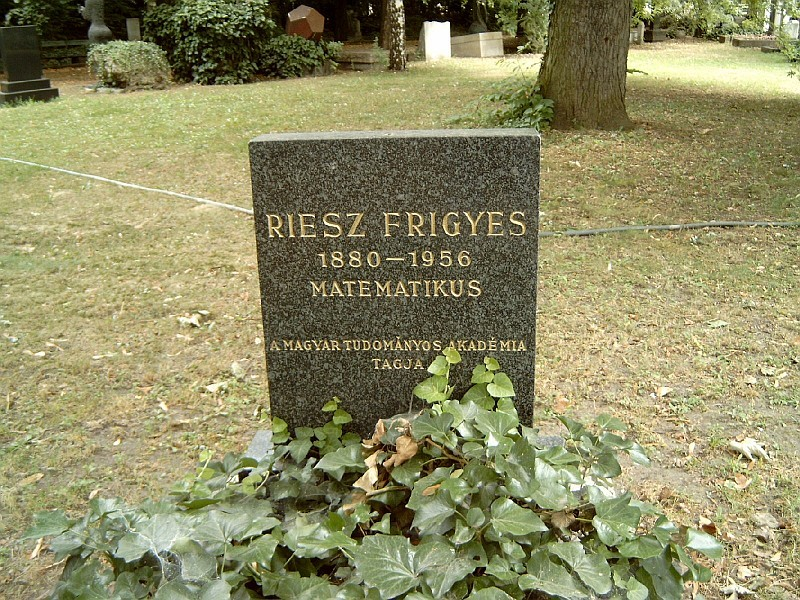 RIESZ FRIGYES
1880–1956
MATEMATIKUS
A MAGYAR TUDOMÁNYOS AKADÉMIA
TAGJA